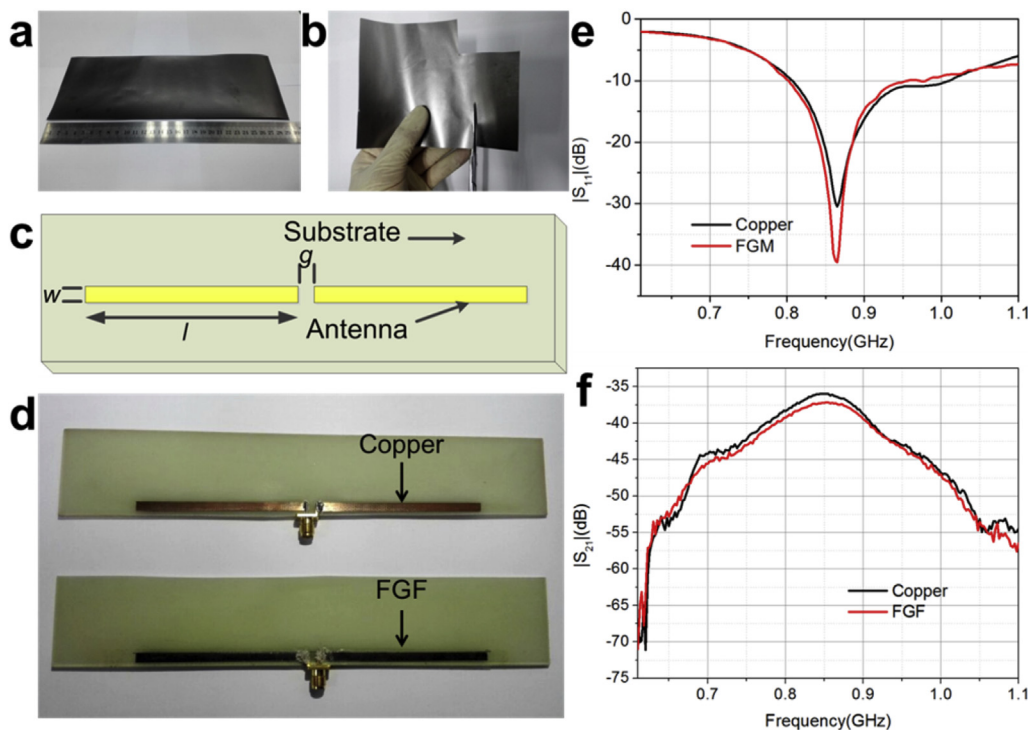 a
b
c
Substrate
g
w
l
Antenna
d
Copper
FGF
e
0
-10
-20
-30
-40
|S11|(dB)
Copper
FGM
0.7
0.8
0.9
1.0
1.1
Frequency(GHz)
f
-35
-40
-45
-50
-55
-60
-65
-70
-75
|S21|(dB)
Copper
FGF
0.7
0.8
0.9
1.0
1.1
Frequency(GHz)